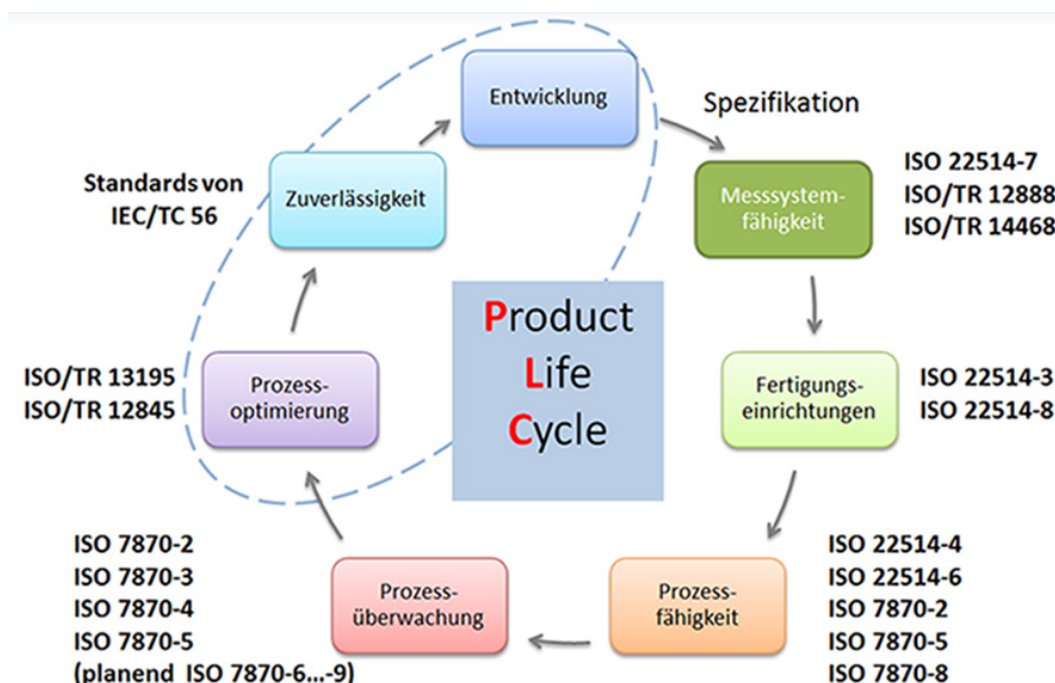 Entwicklung
Spezifikation
Messsystem-
fähigkeit
ISO 22514-7
ISO/TR 12888
ISO/TR 14468
Fertigungs-
einrichtungen
ISO 22514-3
ISO 22514-8
Prozess-
fähigkeit
ISO 22514-4
ISO 22514-6
ISO 7870-2
ISO 7870-5
ISO 7870-8
Prozess-
überwachung
ISO 7870-2
ISO 7870-3
ISO 7870-4
ISO 7870-5
(planend ISO 7870-6...-9)
Prozess-
optimierung
ISO/TR 13195
ISO/TR 12845
Zuverlässigkeit
Standards von
IEC/TC 56
Product
Life
Cycle